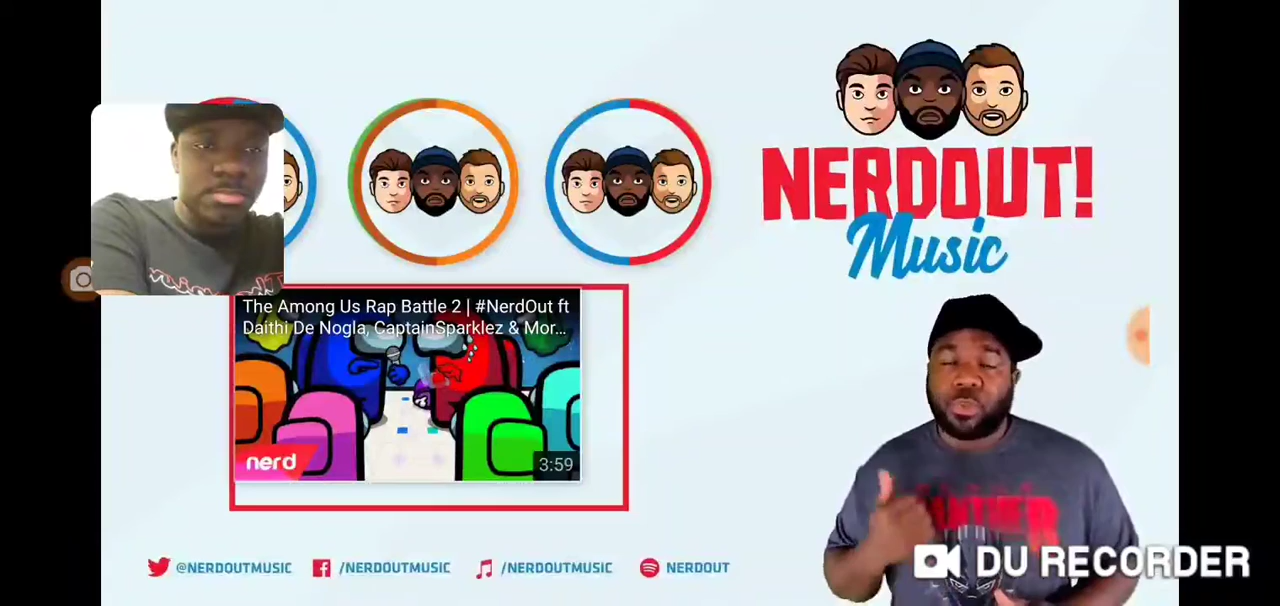 NERDOUT!
Music
The Among Us Rap Battle 2 | #NerdOut ft
Daithi De Nogla, CaptainSparklez & Mor...
nerd
3:59
@NERDOUTMUSIC
/NERDOUTMUSIC
/NERDOUTMUSIC
NERDOUT
DU RECORDER